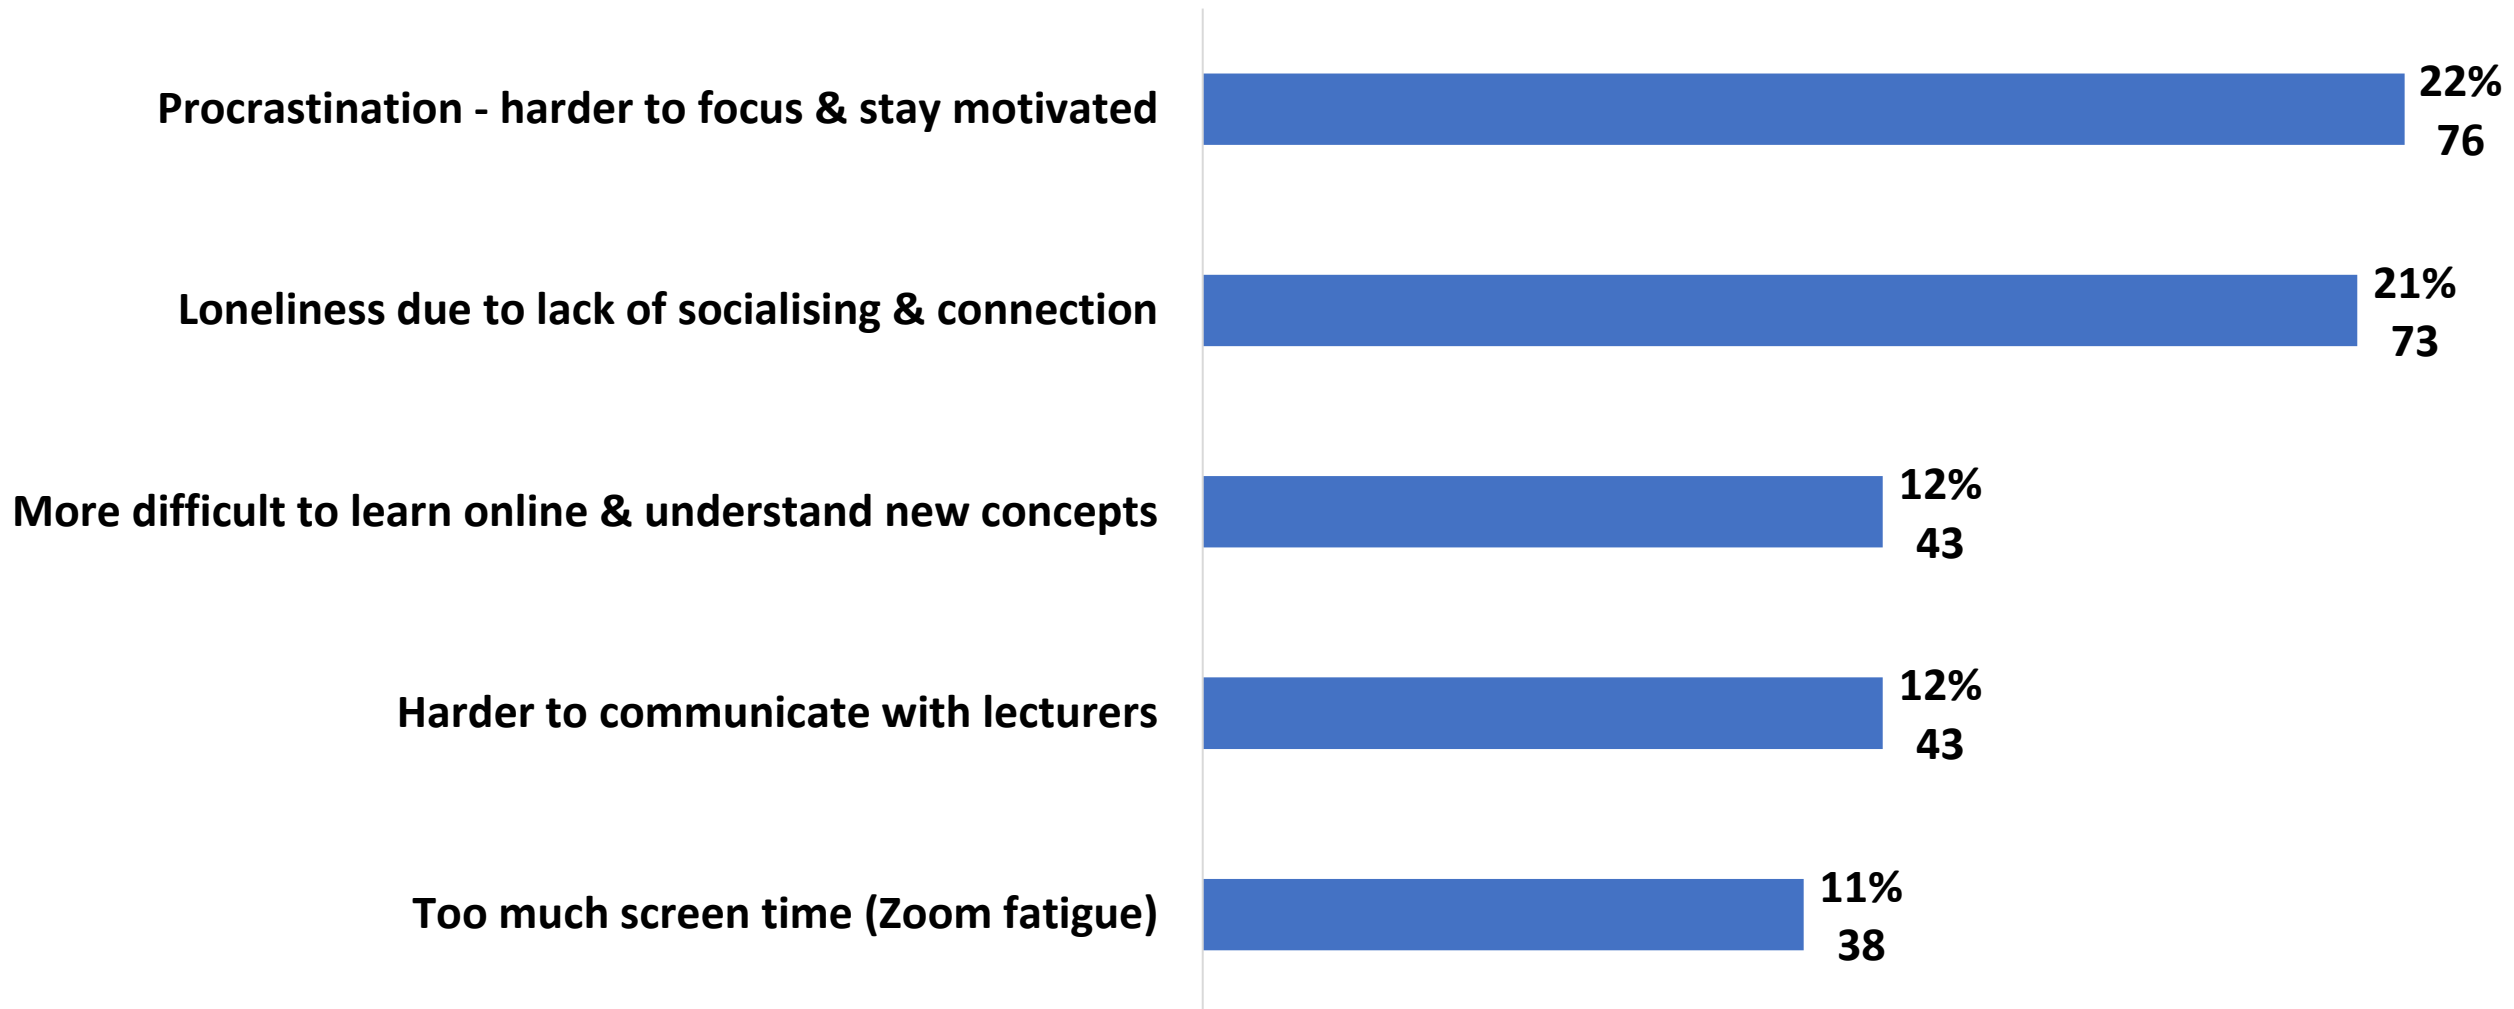 Procrastination - harder to focus & stay motivated
22%
76
Loneliness due to lack of socialising & connection
21%
73
More difficult to learn online & understand new concepts
12%
43
Harder to communicate with lecturers
12%
43
Too much screen time (Zoom fatigue)
11%
38